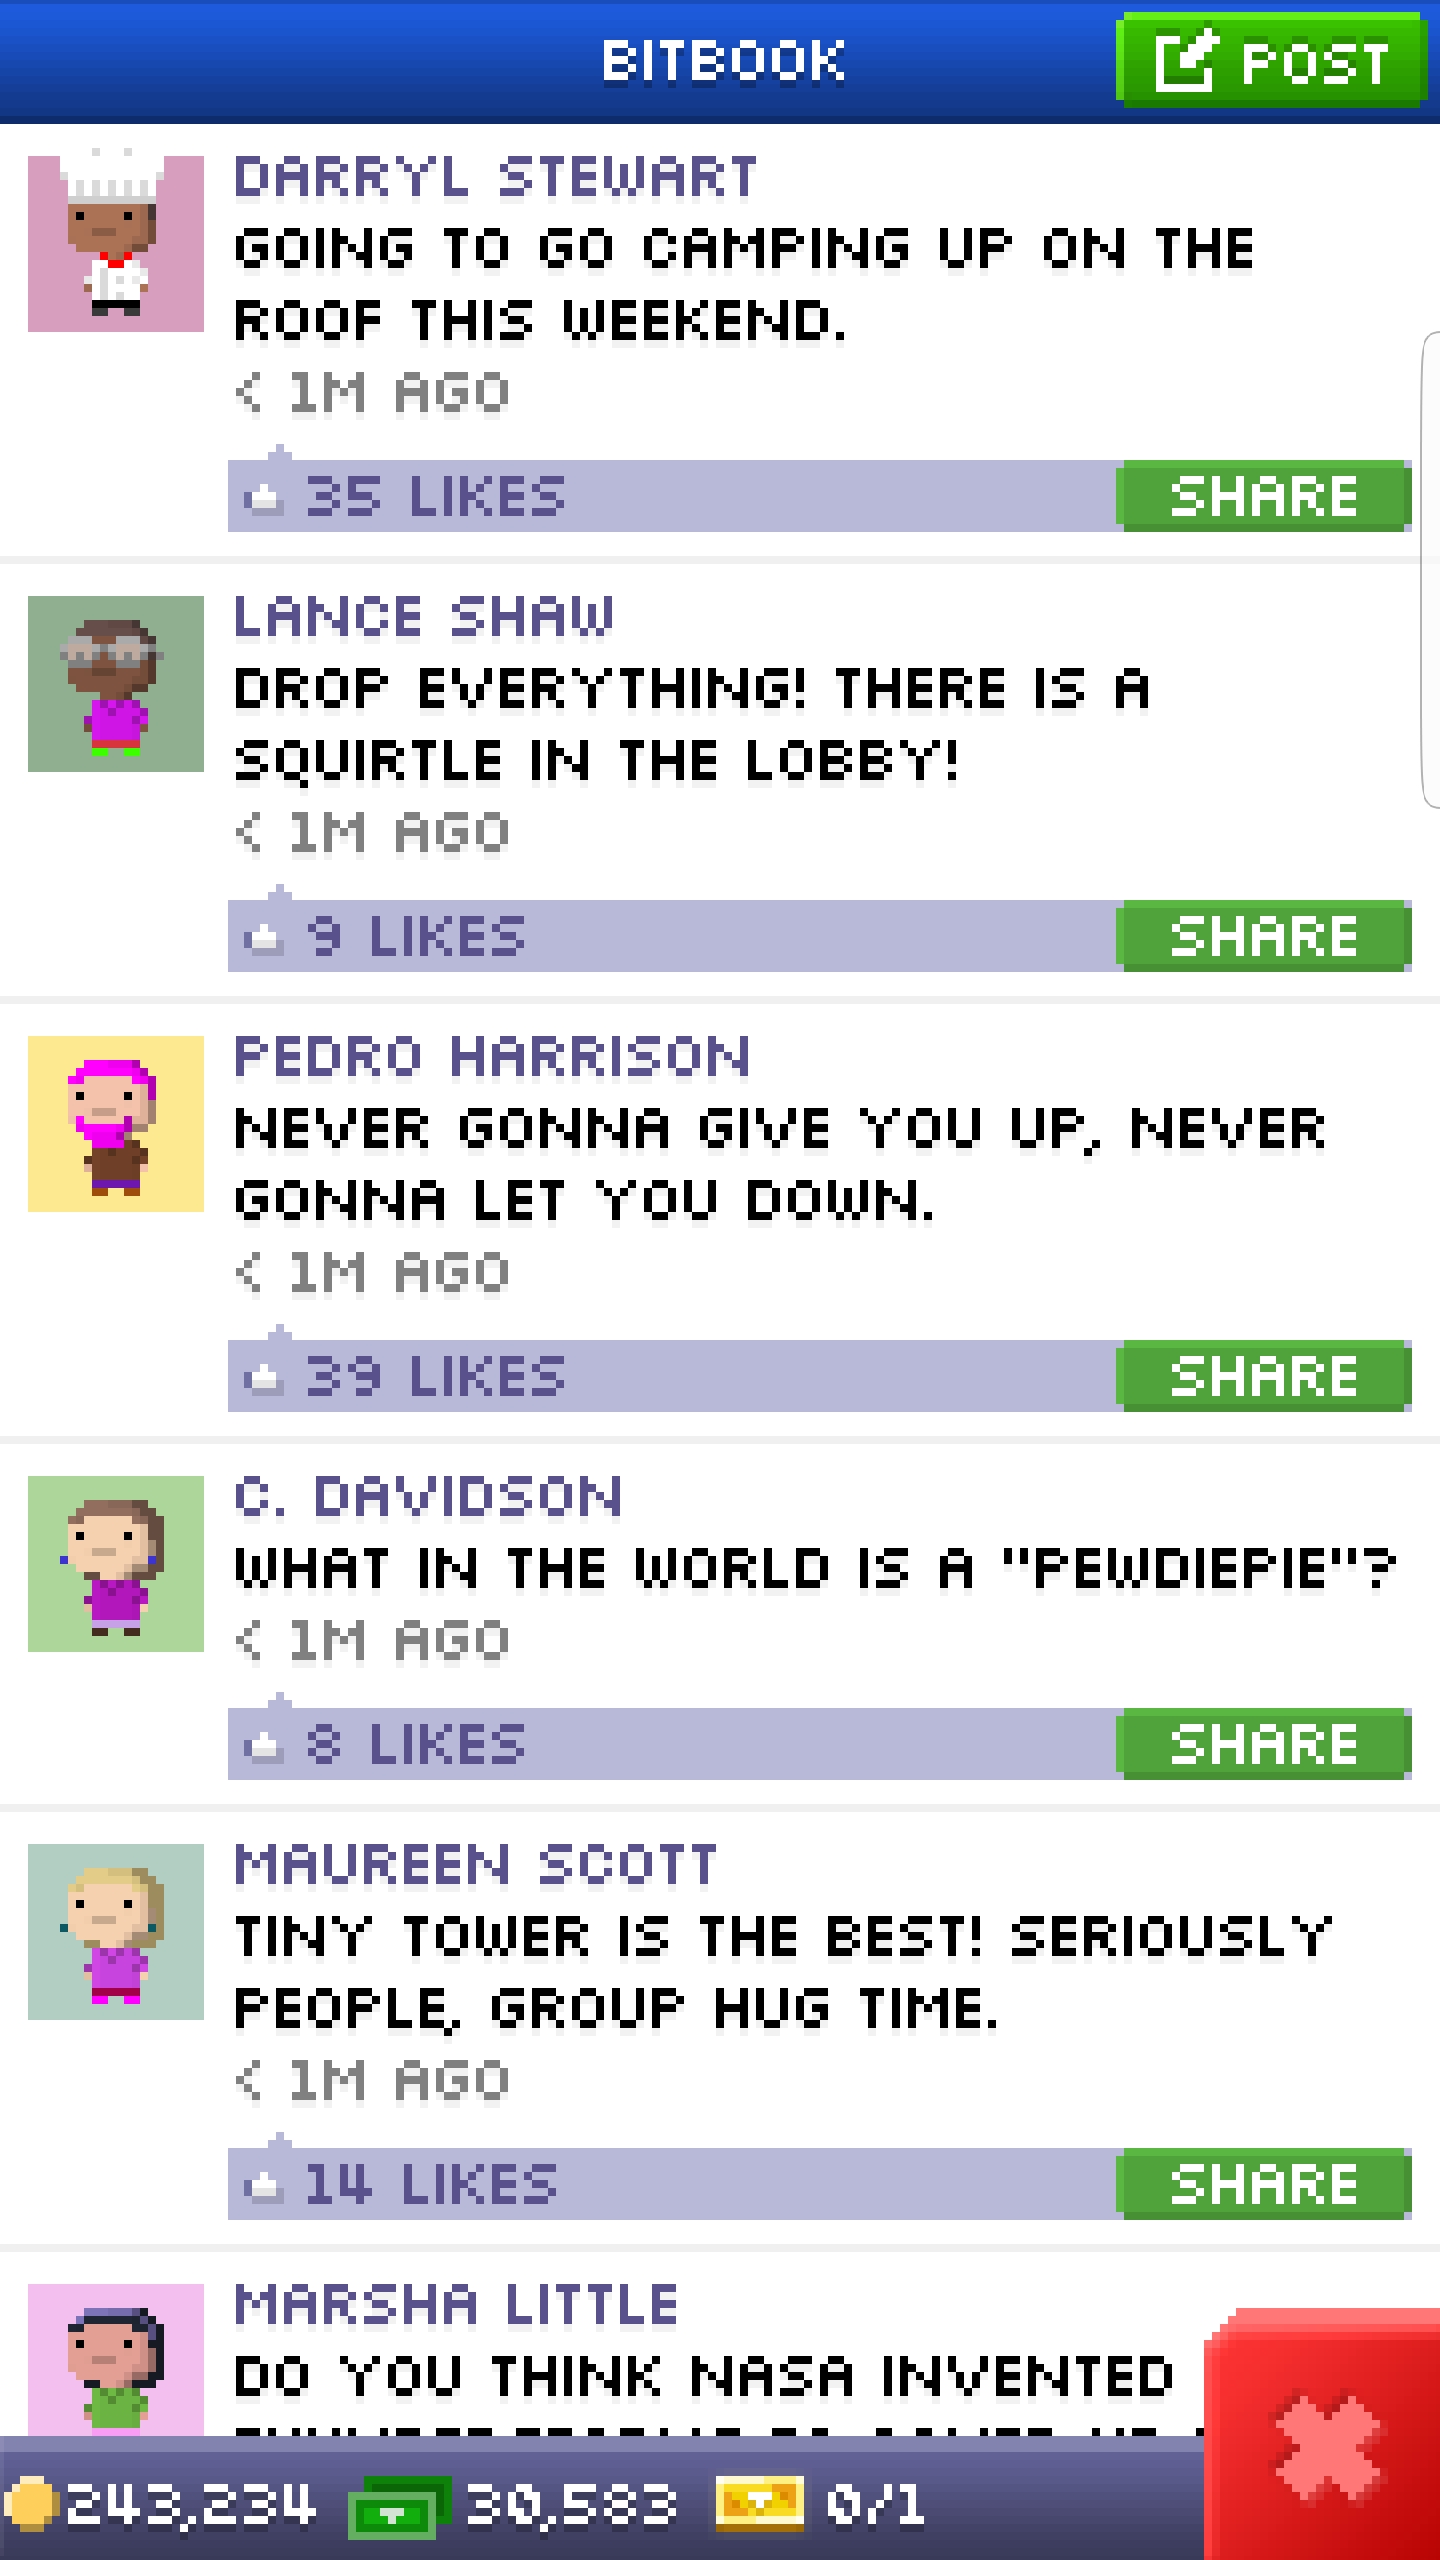 BITBOOK
POST
DARRYL STEWART
GOING TO GO CAMPING UP ON THE
ROOF THIS WEEKEND.
< 1M AGO
35 LIKES
SHARE
LANCE SHAW
DROP EVERYTHING! THERE IS A
SQUIRTLE IN THE LOBBY!
< 1M AGO
9 LIKES
SHARE
PEDRO HARRISON
NEVER GONNA GIVE YOU UP, NEVER
GONNA LET YOU DOWN.
< 1M AGO
39 LIKES
SHARE
C. DAVIDSON
WHAT IN THE WORLD IS A "PEWDIEPIE"?
< 1M AGO
8 LIKES
SHARE
MAUREEN SCOTT
TINY TOWER IS THE BEST! SERIOUSLY
PEOPLE, GROUP HUG TIME.
< 1M AGO
14 LIKES
SHARE
MARSHA LITTLE
DO YOU THINK NASA INVENTED
243,234
30,583
0/1